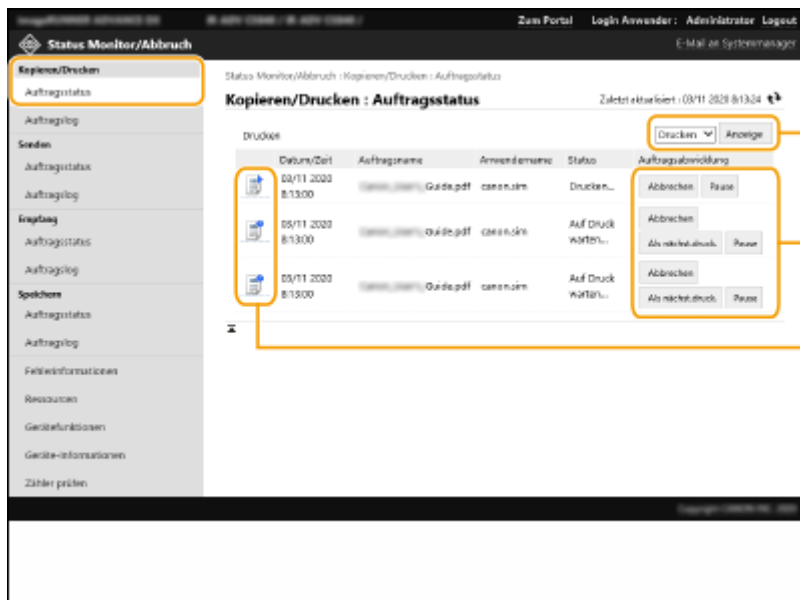 Zum Portal Login Anwender: Administrator Logout
Status Monitor/Abbruch E-Mail an Systemmanager
Kopieren/Drucken
Auftragsstatus
Auftragslog
Senden
Auftragsstatus
Auftragslog
Empfang
Auftragsstatus
Auftragslog
Speichern
Auftragsstatus
Auftragslog
Fehlerinformationen
Ressourcen
Gerätefunktionen
Geräte-Informationen
Zähler prüfen
Status Monitor/Abbruch : Kopieren/Drucken : Auftragsstatus
Kopieren/Drucken : Auftragsstatus Zuletzt aktualisiert : 03/11 2020 8:13:24
Drucken Drucken Anzeige
Datum/Zeit Auftragsname Anwendername Status Auftragsabwicklung
03/11 2020
8:13:00 Guide.pdf canon.sim Drucken... Abbrechen Pause
03/11 2020
8:13:00 Guide.pdf canon.sim Auf Druck
warten... Abbrechen
Als nächst.druck. Pause
03/11 2020
8:13:00 Guide.pdf canon.sim Auf Druck
warten... Abbrechen
Als nächst.druck. Pause